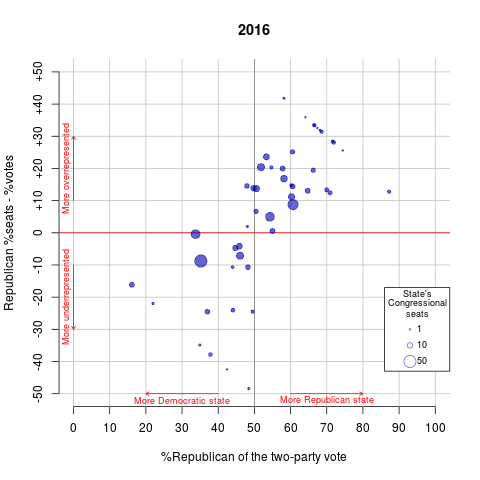 2016
Republican %seats - %votes
+50
+40
+30
+20
+10
0
-10
-20
-30
-40
-50
More overrepresented
More underrepresented
State's
Congressional
seats
1
10
50
More Democratic state
More Republican state
0
10
20
30
40
50
60
70
80
90
100
%Republican of the two-party vote